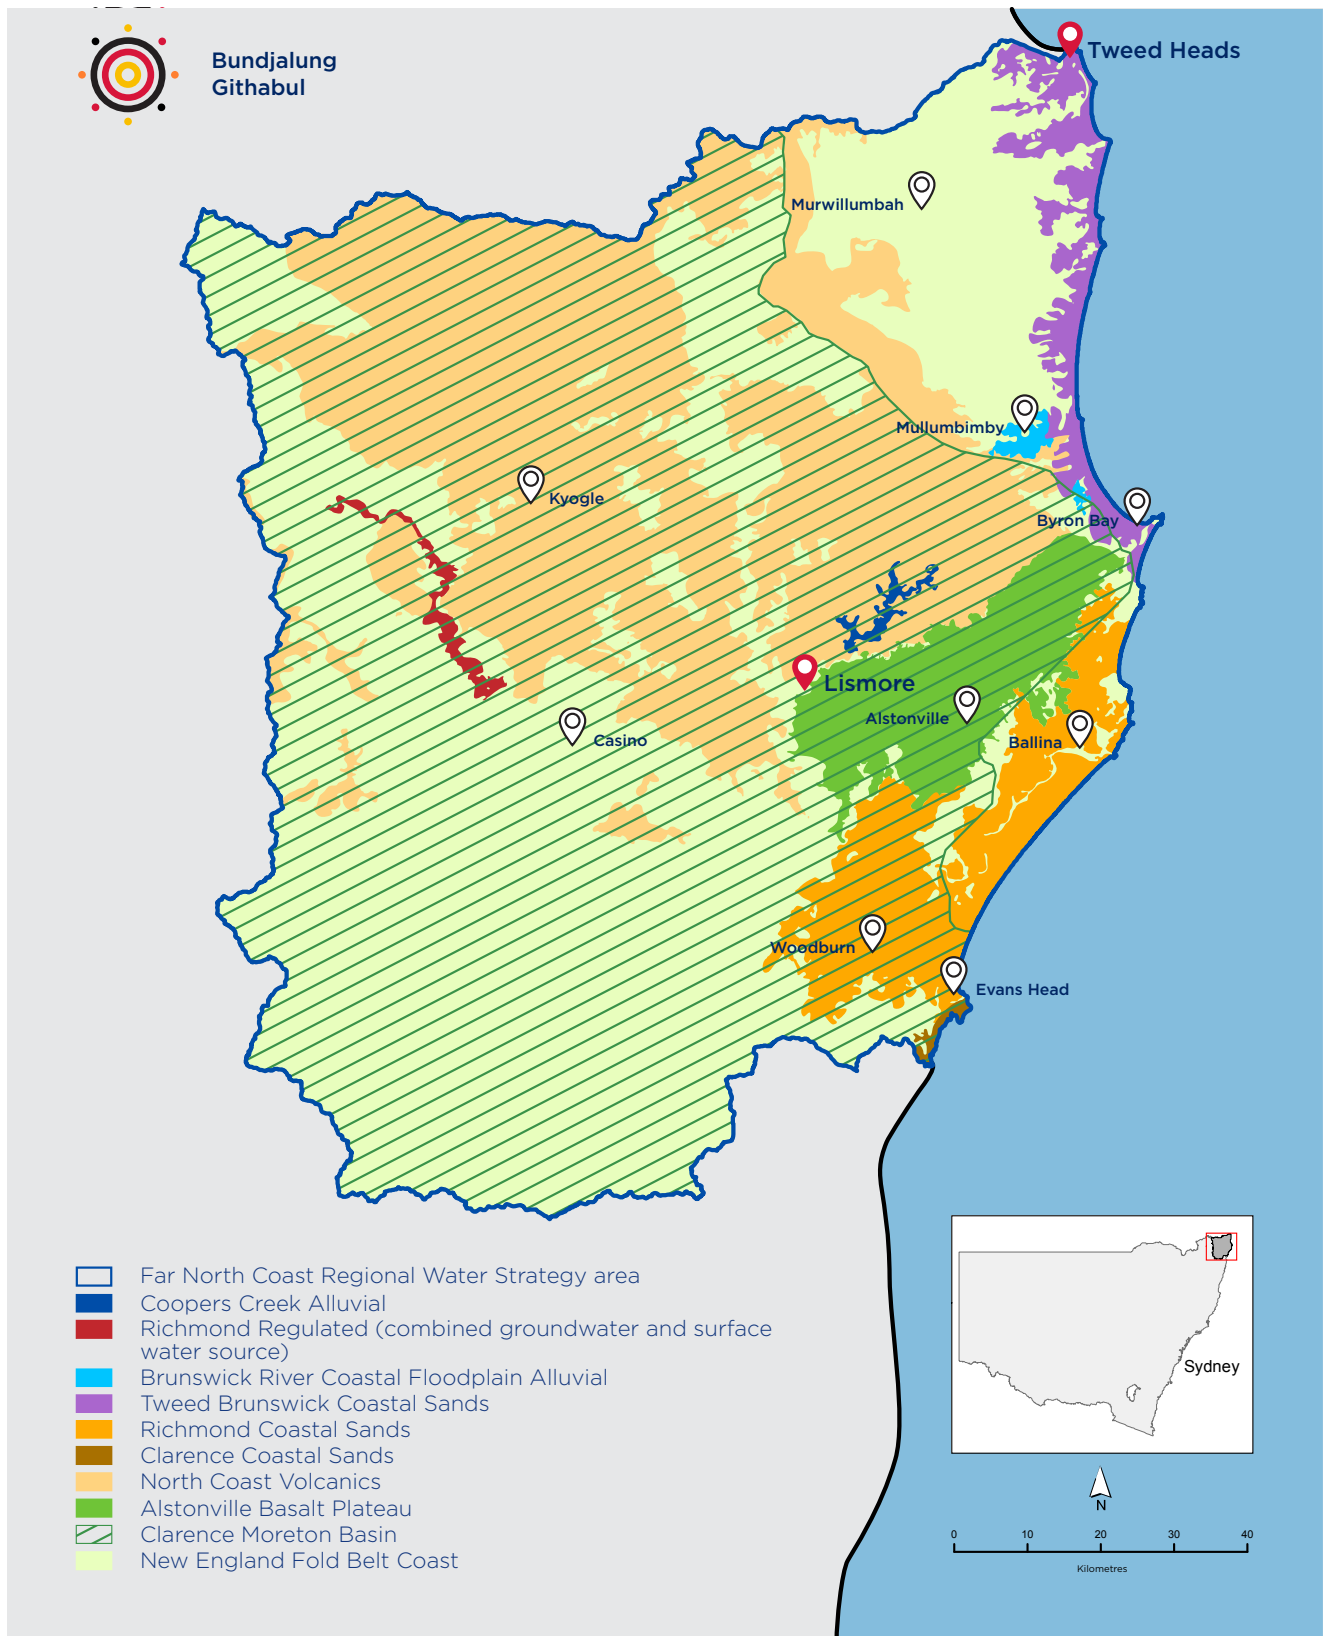 Bundjalung
Githabul
Tweed Heads
Murwillumbah
Mullumbimby
Kyogle
Byron Bay
Lismore
Alstonville
Casino
Ballina
Woodburn
Evans Head
Far North Coast Regional Water Strategy area
Coopers Creek Alluvial
Richmond Regulated (combined groundwater and surface
water source)
Brunswick River Coastal Floodplain Alluvial
Tweed Brunswick Coastal Sands
Richmond Coastal Sands
Clarence Coastal Sands
North Coast Volcanics
Alstonville Basalt Plateau
Clarence Moreton Basin
New England Fold Belt Coast
Sydney
N
0 10 20 30 40
Kilometres